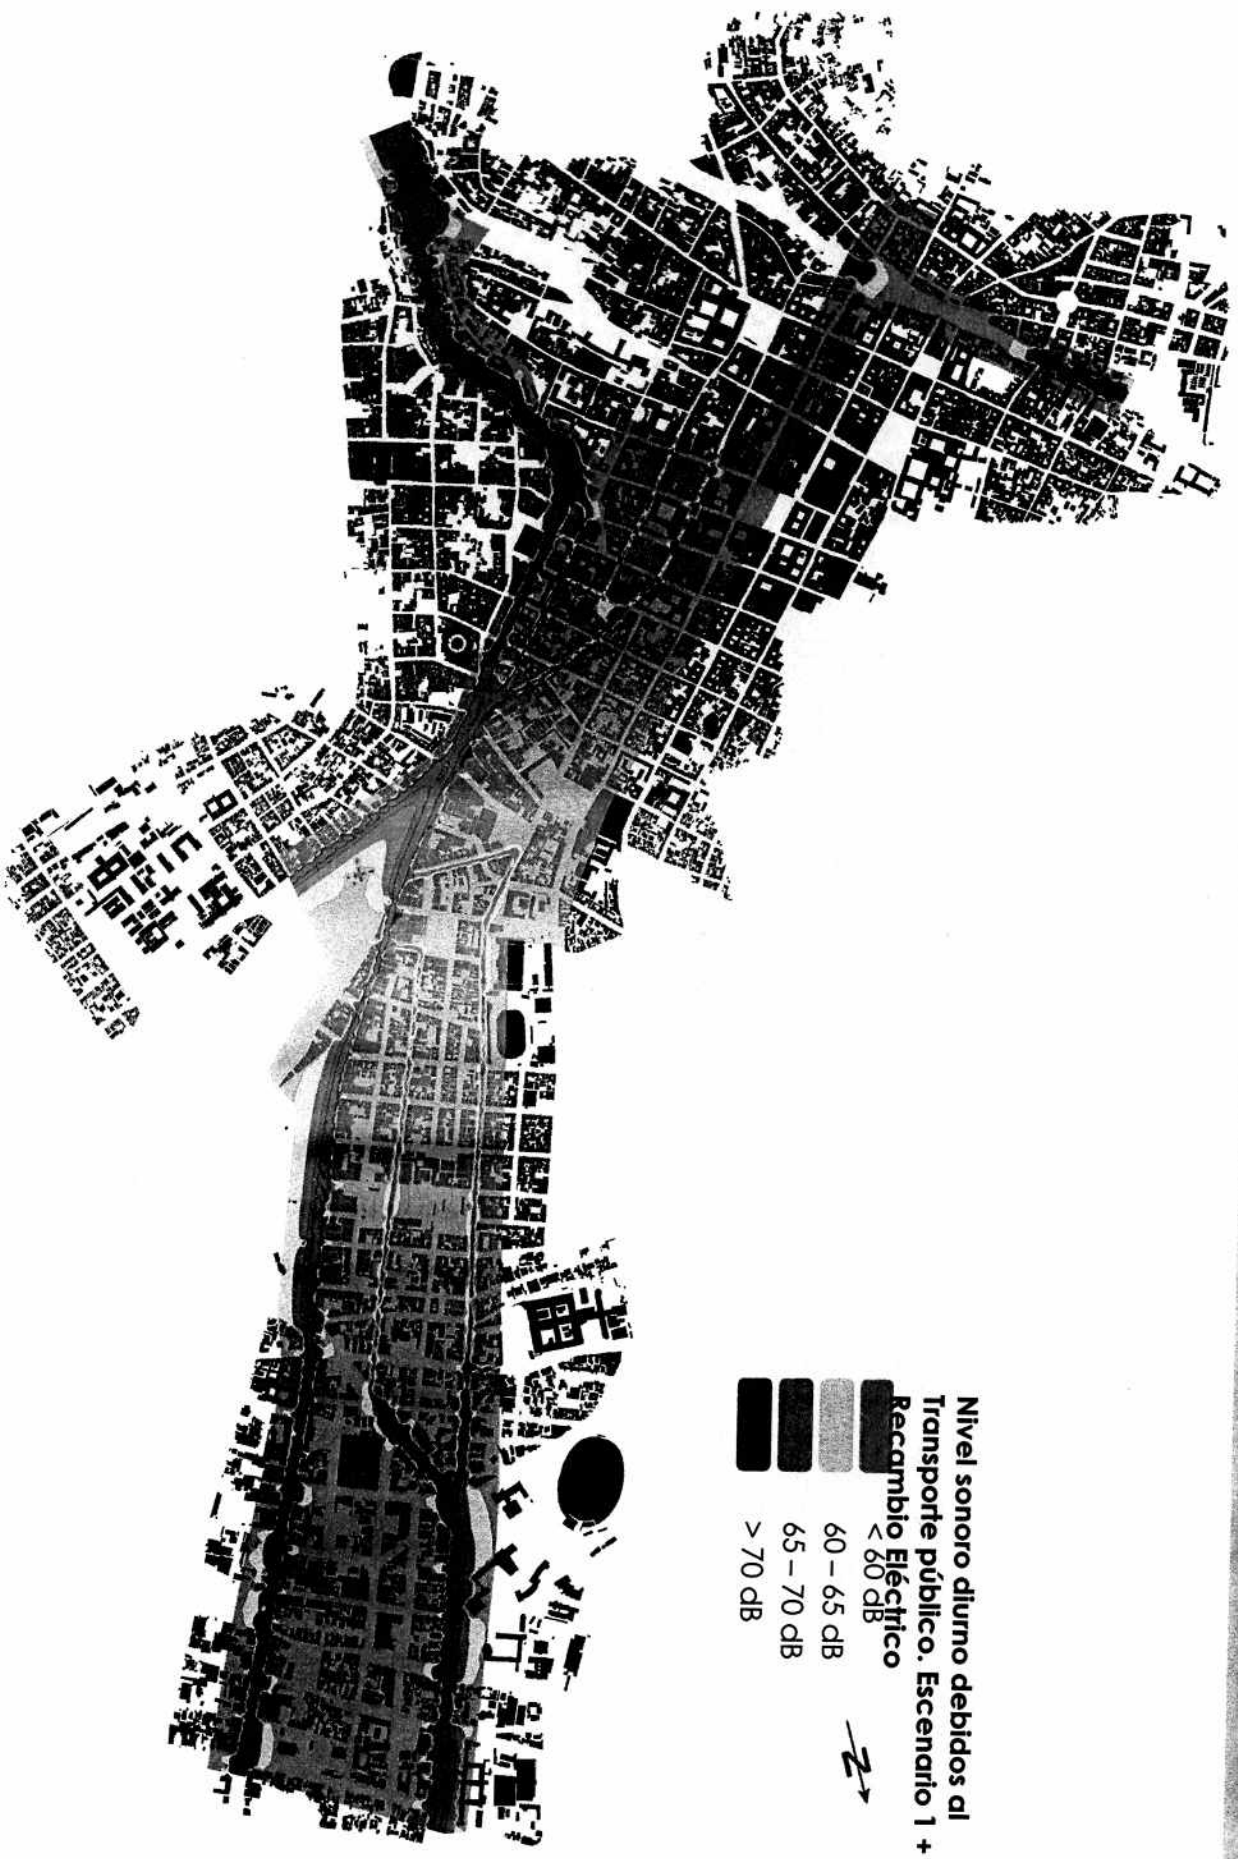 Nivel sonoro diurno debidos al
Transporte público. Escenario 1 +
Recambio Eléctrico
< 60 dB
60 – 65 dB
65 – 70 dB
> 70 dB
N